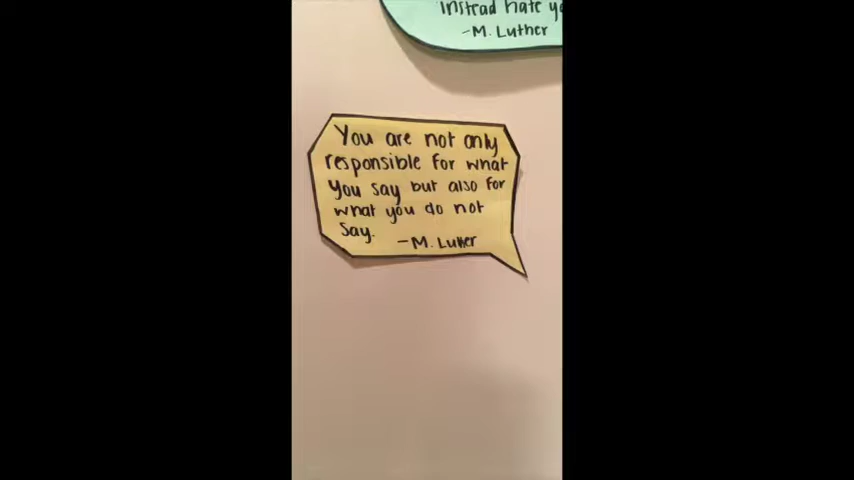 Instead hate yo
-M. Luther
You are not only
responsible for what
you say but also for
what you do not
say.
-M. Luther